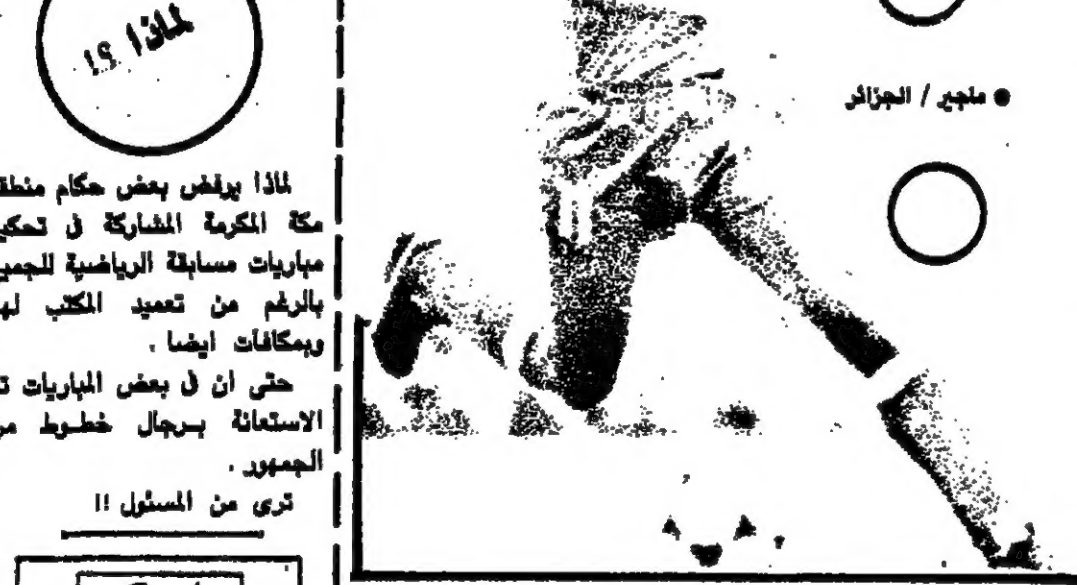 لماذا ؟!
لماذا يرفض بعض حكام منطقة
مكة المكرمة المشاركة في تحكيم
مباريات مسابقة الرياضية للجميع
بالرغم من تعميد المكتب لهم
وبمكافآت ايضا .
حتى ان في بعض المباريات تم
الاستعانة برجال خطوط من
الجمهور .
ترى من المسئول !!
● ماجير / الجزائر